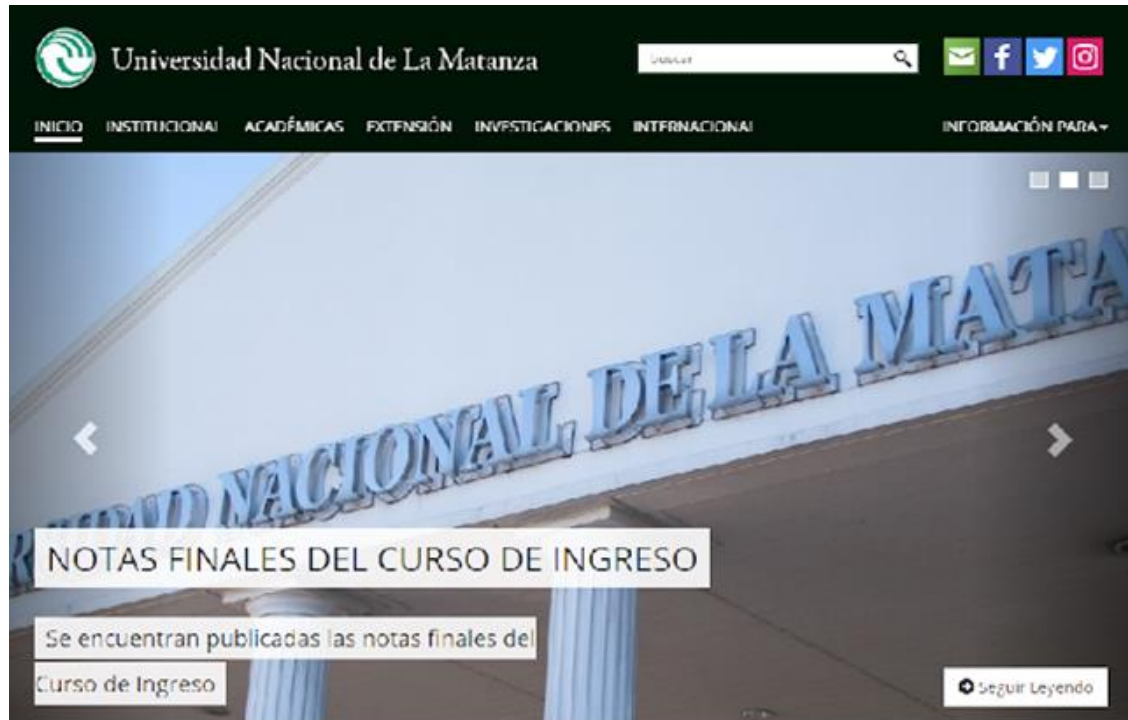 Universidad Nacional de La Matanza
buscar
INICIO INSTITUCIONAL ACADÉMICAS EXTENSIÓN INVESTIGACIONES INTERNACIONAL INFORMACIÓN PARA
NACIONAL DE LA MATA
NOTAS FINALES DEL CURSO DE INGRESO
Se encuentran publicadas las notas finales del
Curso de Ingreso
Seguir Leyendo